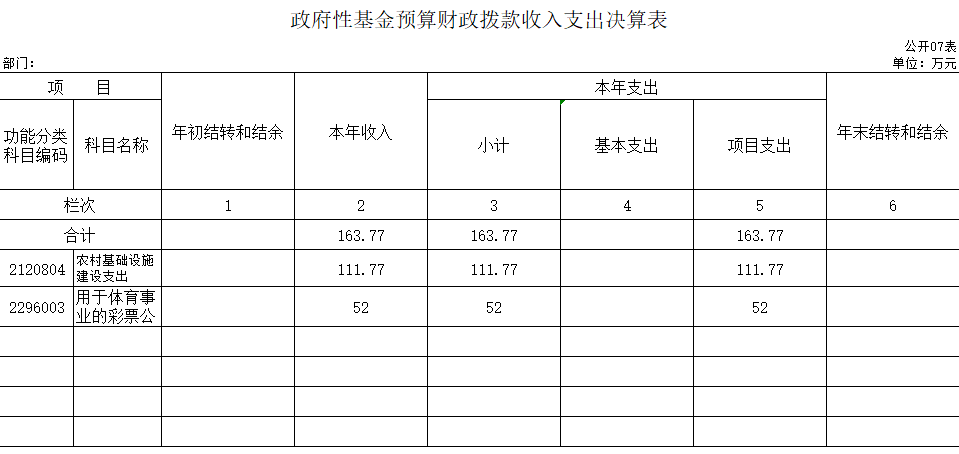 政府性基金预算财政拨款收入支出决算表
公开07表
部门： 单位：万元
项 目 年初结转和结余 本年收入 本年支出 年末结转和结余
功能分类
科目编码 科目名称 小计 基本支出 项目支出
栏次 1 2 3 4 5 6
合计 163.77 163.77 163.77
2120804 农村基础设施
建设支出 111.77 111.77 111.77
2296003 用于体育事
业的彩票公 52 52 52